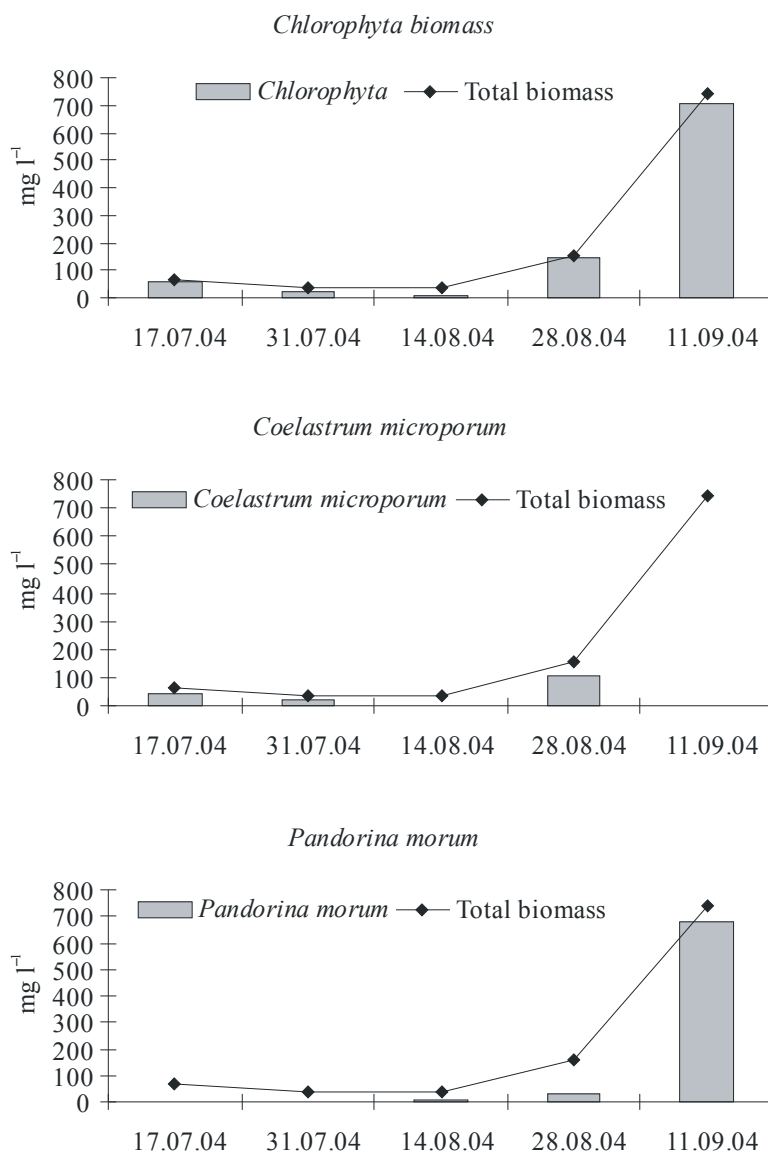 Chlorophyta biomass
800
700
600
500
400
300
200
100
0
mg l⁻¹
Chlorophyta Total biomass
17.07.04 31.07.04 14.08.04 28.08.04 11.09.04
Coelastrum microporum
800
700
600
500
400
300
200
100
0
mg l⁻¹
Coelastrum microporum Total biomass
17.07.04 31.07.04 14.08.04 28.08.04 11.09.04
Pandorina morum
800
700
600
500
400
300
200
100
0
mg l⁻¹
Pandorina morum Total biomass
17.07.04 31.07.04 14.08.04 28.08.04 11.09.04